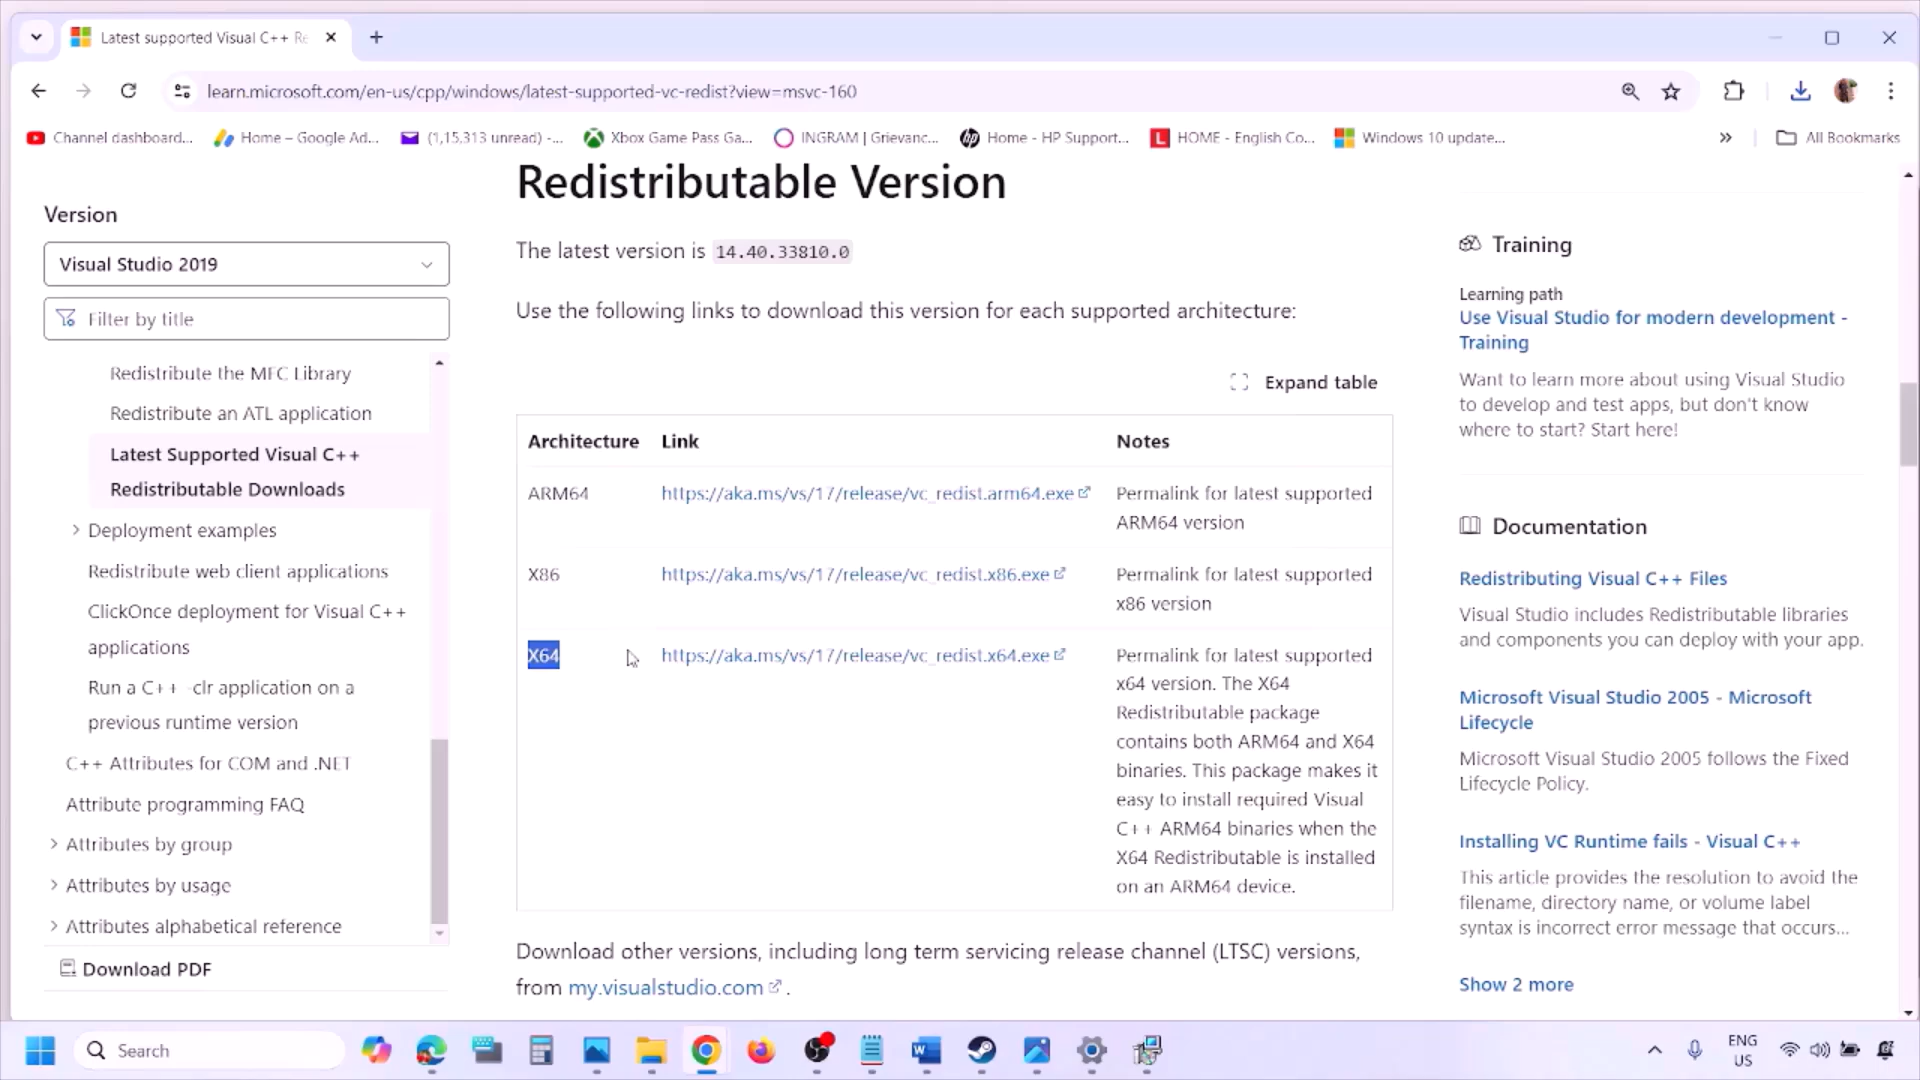 Latest supported Visual C++ Re
learn.microsoft.com/en-us/cpp/windows/latest-supported-vc-redist?view=msvc-160
Channel dashboard...
Home – Google Ad...
(1,15,313 unread) -...
Xbox Game Pass Ga...
INGRAM | Grievanc...
Home - HP Support...
HOME - English Co...
Windows 10 update...
»
All Bookmarks
Version
Visual Studio 2019
Filter by title
Redistribute the MFC Library
Redistribute an ATL application
Latest Supported Visual C++
Redistributable Downloads
Deployment examples
Redistribute web client applications
ClickOnce deployment for Visual C++
applications
Run a C++ -clr application on a
previous runtime version
C++ Attributes for COM and .NET
Attribute programming FAQ
Attributes by group
Attributes by usage
Attributes alphabetical reference
Download PDF
Redistributable Version
The latest version is 14.40.33810.0
Use the following links to download this version for each supported architecture:
Expand table
Architecture Link Notes
ARM64 https://aka.ms/vs/17/release/vc_redist.arm64.exe Permalink for latest supported
ARM64 version
X86 https://aka.ms/vs/17/release/vc_redist.x86.exe Permalink for latest supported
x86 version
X64 https://aka.ms/vs/17/release/vc_redist.x64.exe Permalink for latest supported
x64 version. The X64
Redistributable package
contains both ARM64 and X64
binaries. This package makes it
easy to install required Visual
C++ ARM64 binaries when the
X64 Redistributable is installed
on an ARM64 device.
Download other versions, including long term servicing release channel (LTSC) versions,
from my.visualstudio.com .
Training
Learning path
Use Visual Studio for modern development -
Training
Want to learn more about using Visual Studio
to develop and test apps, but don't know
where to start? Start here!
Documentation
Redistributing Visual C++ Files
Visual Studio includes Redistributable libraries
and components you can deploy with your app.
Microsoft Visual Studio 2005 - Microsoft
Lifecycle
Microsoft Visual Studio 2005 follows the Fixed
Lifecycle Policy.
Installing VC Runtime fails - Visual C++
This article provides the resolution to avoid the
filename, directory name, or volume label
syntax is incorrect error message that occurs...
Show 2 more
Search
ENG
US